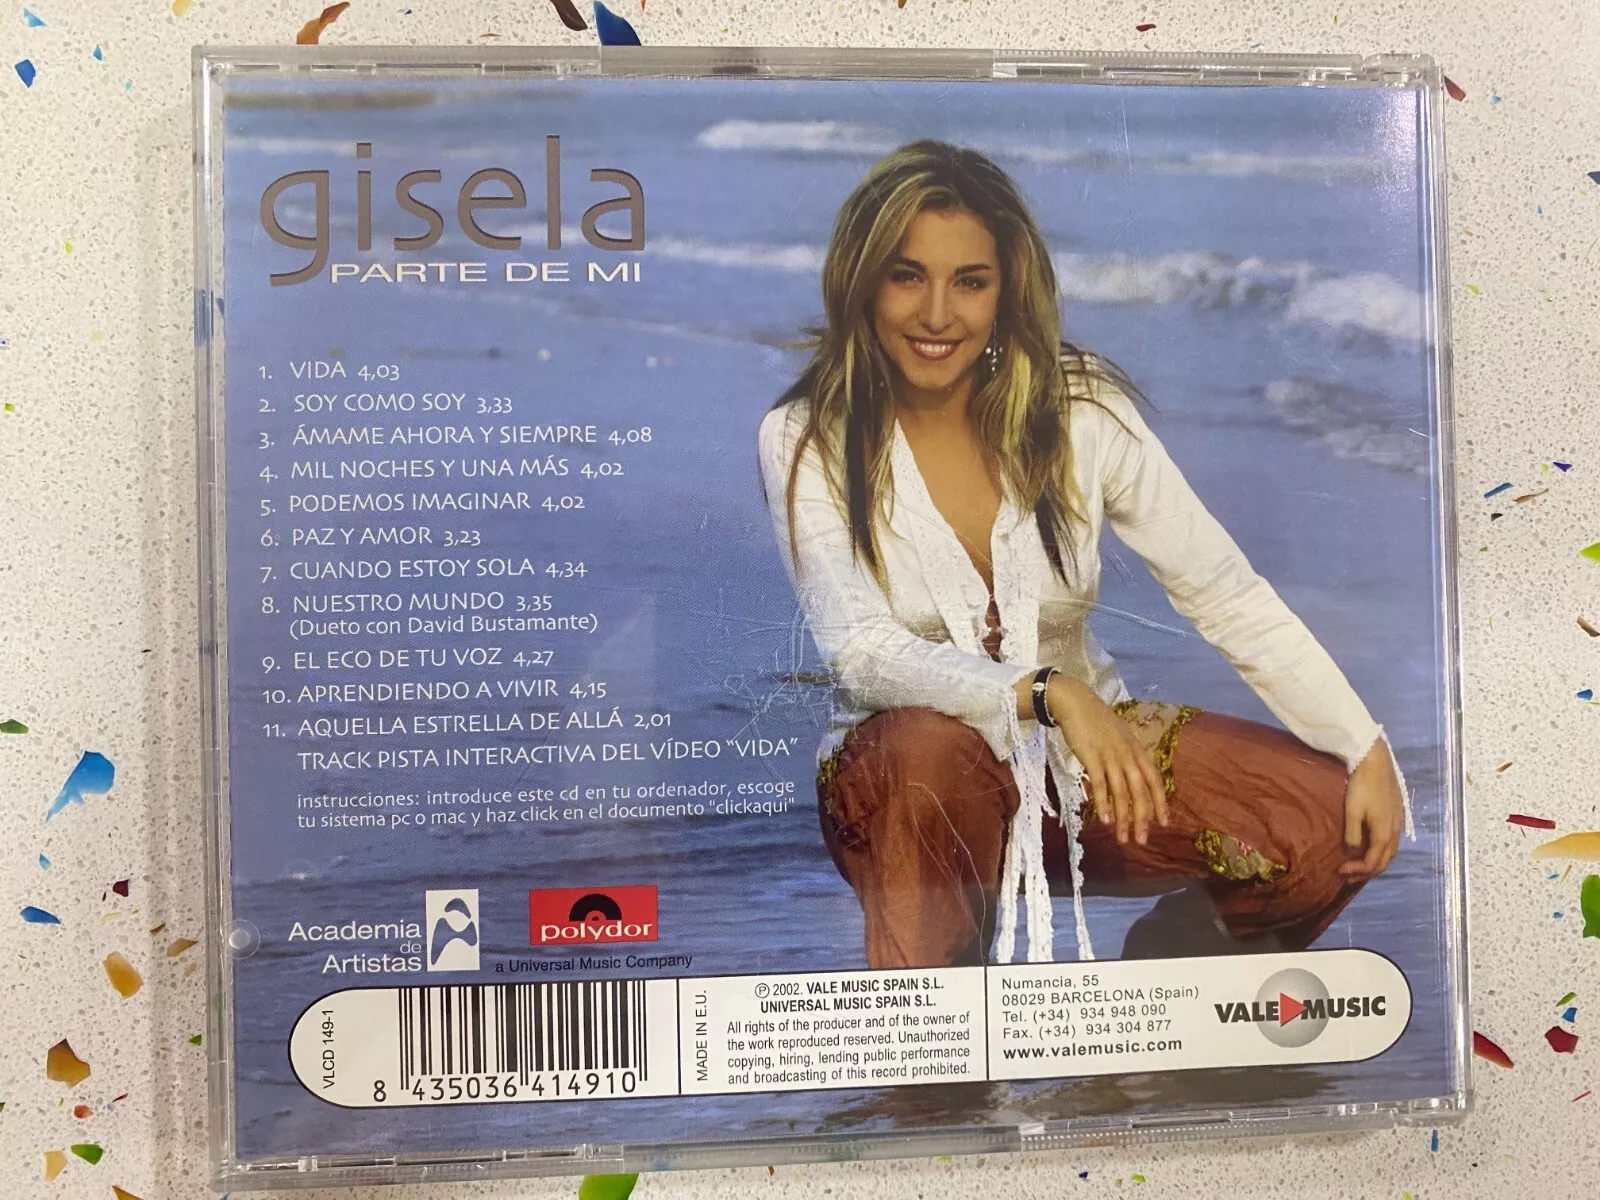 gisela
PARTE DE MI
1. VIDA 4,03
2. SOY COMO SOY 3,33
3. ÁMAME AHORA Y SIEMPRE 4,08
4. MIL NOCHES Y UNA MÁS 4,02
5. PODEMOS IMAGINAR 4,02
6. PAZ Y AMOR 3,23
7. CUANDO ESTOY SOLA 4,34
8. NUESTRO MUNDO 3,35
(Dueto con David Bustamante)
9. EL ECO DE TU VOZ 4,27
10. APRENDIENDO A VIVIR 4,15
11. AQUELLA ESTRELLA DE ALLÁ 2,01
TRACK PISTA INTERACTIVA DEL VÍDEO "VIDA"
instrucciones: introduce este cd en tu ordenador, escoge
tu sistema pc o mac y haz click en el documento "clickaqui"
Academia
de
Artistas
polydor
a Universal Music Company
VLCD 149-1
8 435036 414910
MADE IN E.U.
Ⓟ 2002. VALE MUSIC SPAIN S.L.
UNIVERSAL MUSIC SPAIN S.L.
All rights of the producer and of the owner of
the work reproduced reserved. Unauthorized
copying, hiring, lending public performance
and broadcasting of this record prohibited.
Numancia, 55
08029 BARCELONA (Spain)
Tel. (+34) 934 948 090
Fax. (+34) 934 304 877
www.valemusic.com
VALE MUSIC